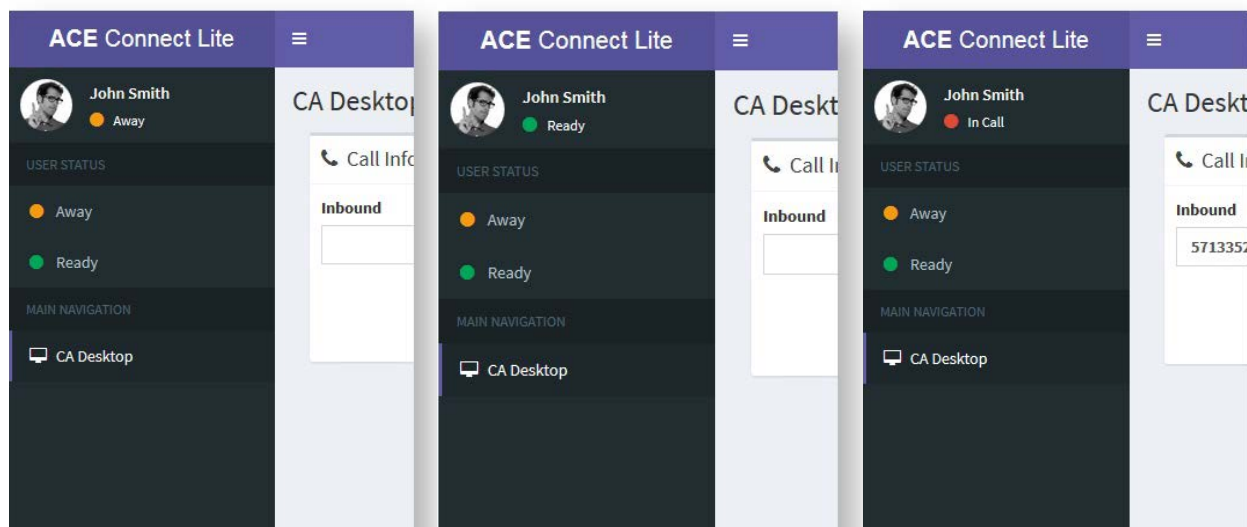 ACE Connect Lite
John Smith
Away
CA Desktop
USER STATUS
Call Info
Away
Inbound
Ready
MAIN NAVIGATION
CA Desktop
ACE Connect Lite
John Smith
Ready
CA Deskt
USER STATUS
Call I
Away
Inbound
Ready
MAIN NAVIGATION
CA Desktop
ACE Connect Lite
John Smith
In Call
CA Deskt
USER STATUS
Call I
Away
Inbound
571335
Ready
MAIN NAVIGATION
CA Desktop